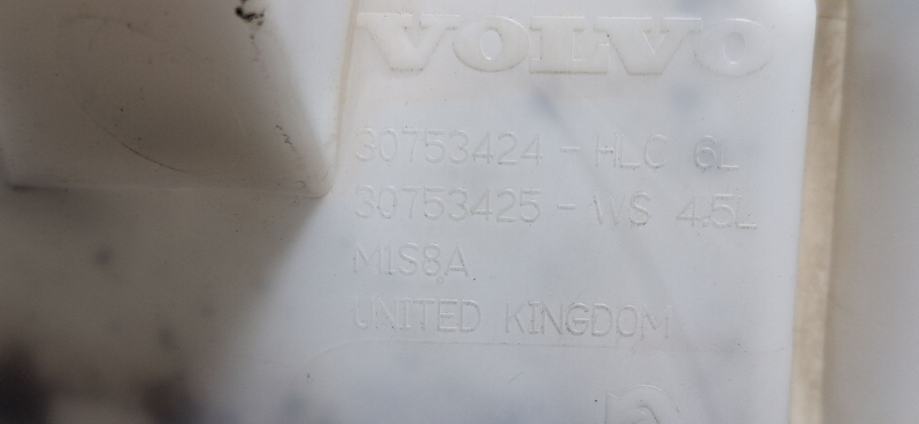 VOLVO
30753424 - HLC 6L
30753425 - WS 4.5L
M1S8A
UNITED KINGDOM